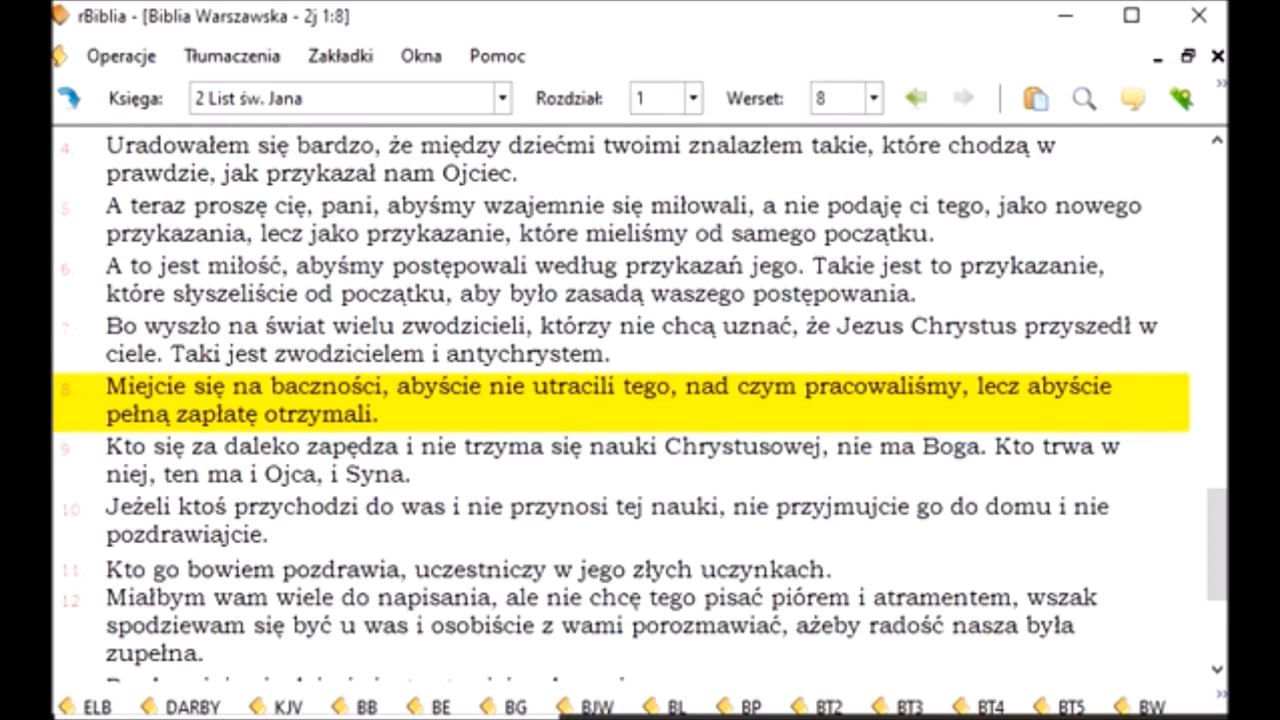 rBiblia - [Biblia Warszawska - 2j 1:8]
Operacje Tłumaczenia Zakładki Okna Pomoc
Księga: 2 List św. Jana Rozdział: 1 Werset: 8
4. Uradowałem się bardzo, że między dziećmi twoimi znalazłem takie, które chodzą w
prawdzie, jak przykazał nam Ojciec.
5. A teraz proszę cię, pani, abyśmy wzajemnie się miłowali, a nie podaję ci tego, jako nowego
przykazania, lecz jako przykazanie, które mieliśmy od samego początku.
6. A to jest miłość, abyśmy postępowali według przykazań jego. Takie jest to przykazanie,
które słyszeliście od początku, aby było zasadą waszego postępowania.
7. Bo wyszło na świat wielu zwodzicieli, którzy nie chcą uznać, że Jezus Chrystus przyszedł w
ciele. Taki jest zwodzicielem i antychrystem.
8. Miejcie się na baczności, abyście nie utracili tego, nad czym pracowaliśmy, lecz abyście
pełną zapłatę otrzymali.
9. Kto się za daleko zapędza i nie trzyma się nauki Chrystusowej, nie ma Boga. Kto trwa w
niej, ten ma i Ojca, i Syna.
10. Jeżeli ktoś przychodzi do was i nie przynosi tej nauki, nie przyjmujcie go do domu i nie
pozdrawiajcie.
11. Kto go bowiem pozdrawia, uczestniczy w jego złych uczynkach.
12. Miałbym wam wiele do napisania, ale nie chcę tego pisać piórem i atramentem, wszak
spodziewam się być u was i osobiście z wami porozmawiać, ażeby radość nasza była
zupełna.
ELB DARBY KJV BB BE BG BJW BL BP BT2 BT3 BT4 BT5 BW